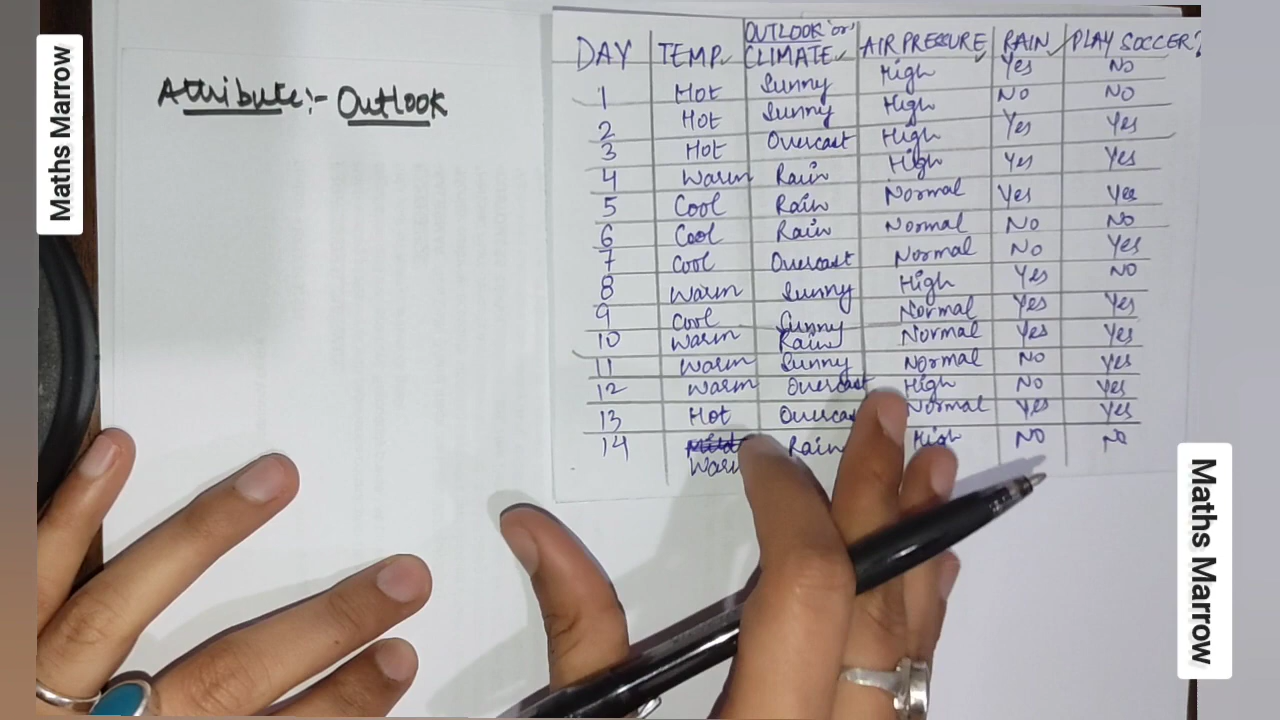 Maths Marrow
Attribute:- Outlook
DAY TEMP. OUTLOOK 'or' CLIMATE AIR PRESSURE RAIN PLAY SOCCER?
1 Hot Sunny High Yes No
2 Hot Sunny High No No
3 Hot Overcast High Yes Yes
4 Warm Rain High Yes Yes
5 Cool Rain Normal Yes Yes
6 Cool Rain Normal No No
7 Cool Overcast Normal No Yes
8 Warm Sunny High Yes No
9 Cool Sunny Normal Yes Yes
10 Warm Rain Normal Yes Yes
11 Warm Sunny Normal No Yes
12 Warm Overcast High No Yes
13 Hot Overcast Normal Yes Yes
14 Warm Rain High No No
Maths Marrow